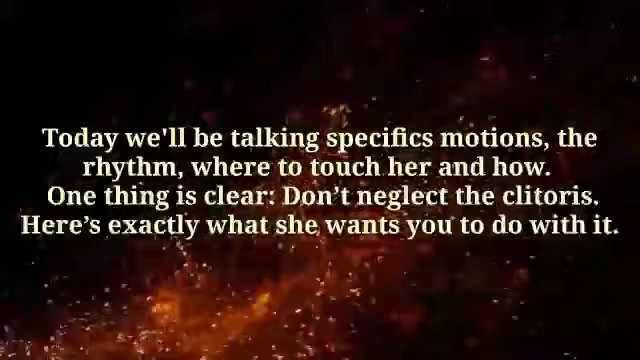 Today we'll be talking specifics motions, the
rhythm, where to touch her and how.
One thing is clear: Don’t neglect the clitoris.
Here’s exactly what she wants you to do with it.